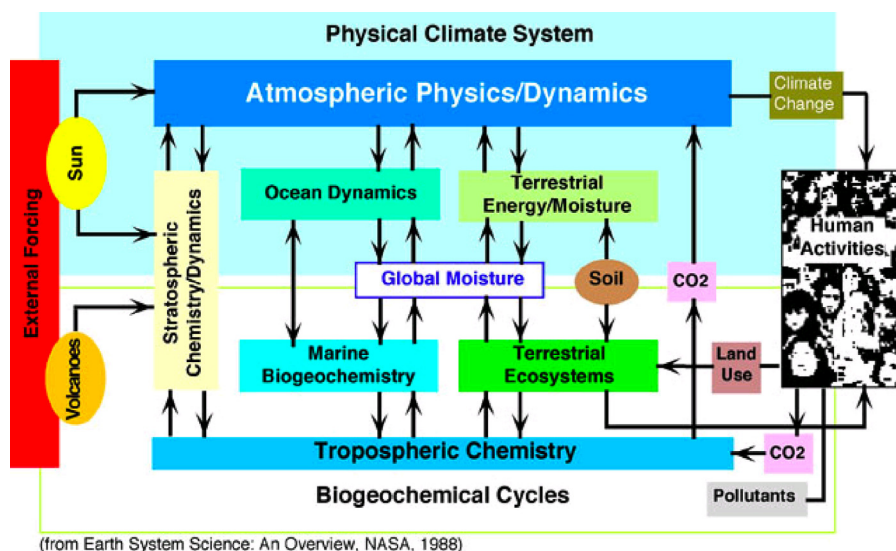 Physical Climate System
Atmospheric Physics/Dynamics
Climate
Change
External Forcing
Sun
Stratospheric
Chemistry/Dynamics
Ocean Dynamics
Terrestrial
Energy/Moisture
Human
Activities
Global Moisture
Soil
CO2
Volcanoes
Marine
Biogeochemistry
Terrestrial
Ecosystems
Land
Use
Tropospheric Chemistry
CO2
Biogeochemical Cycles
Pollutants
(from Earth System Science: An Overview, NASA, 1988)